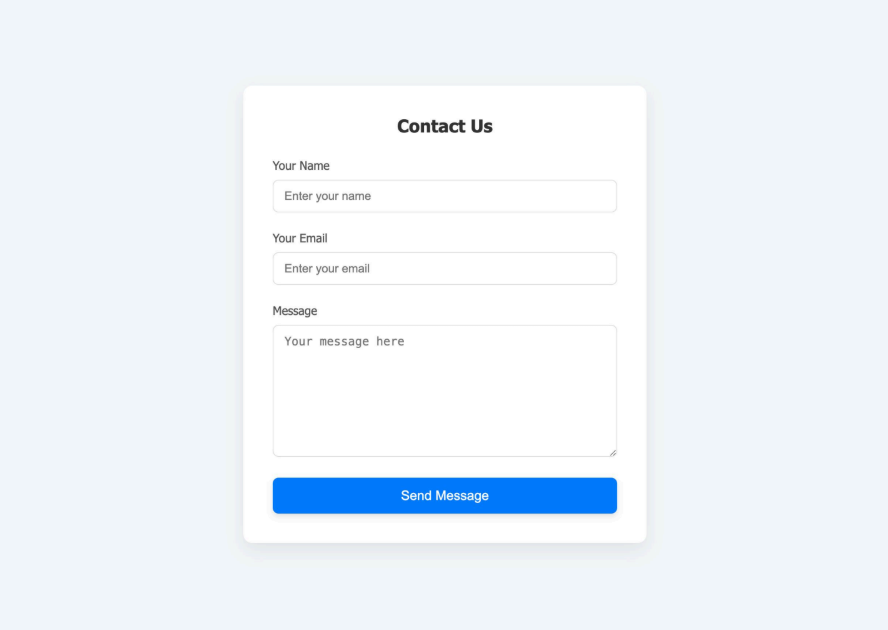 Contact Us
Your Name
Enter your name
Your Email
Enter your email
Message
Your message here
Send Message